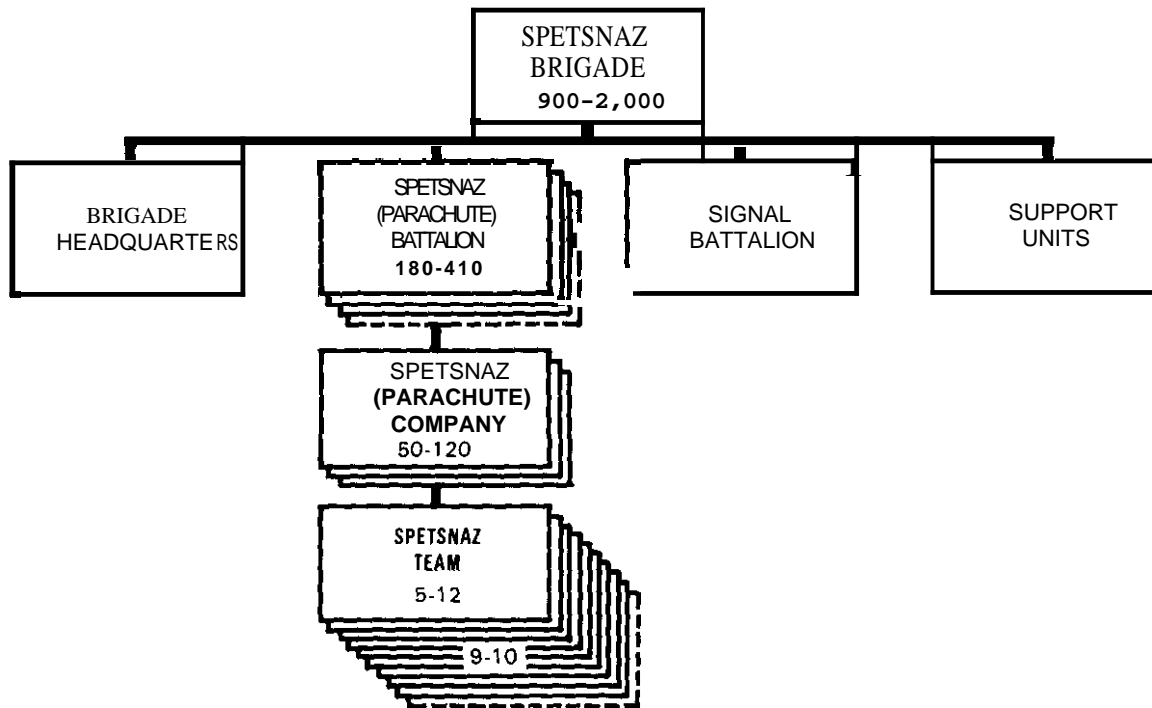 SPETSNAZ
BRIGADE
900-2,000
BRIGADE
HEADQUARTERS
SPETSNAZ
(PARACHUTE)
BATTALION
180-410
SIGNAL
BATTALION
SUPPORT
UNITS
SPETSNAZ
(PARACHUTE)
COMPANY
50-120
SPETSNAZ
TEAM
5-12
9-10